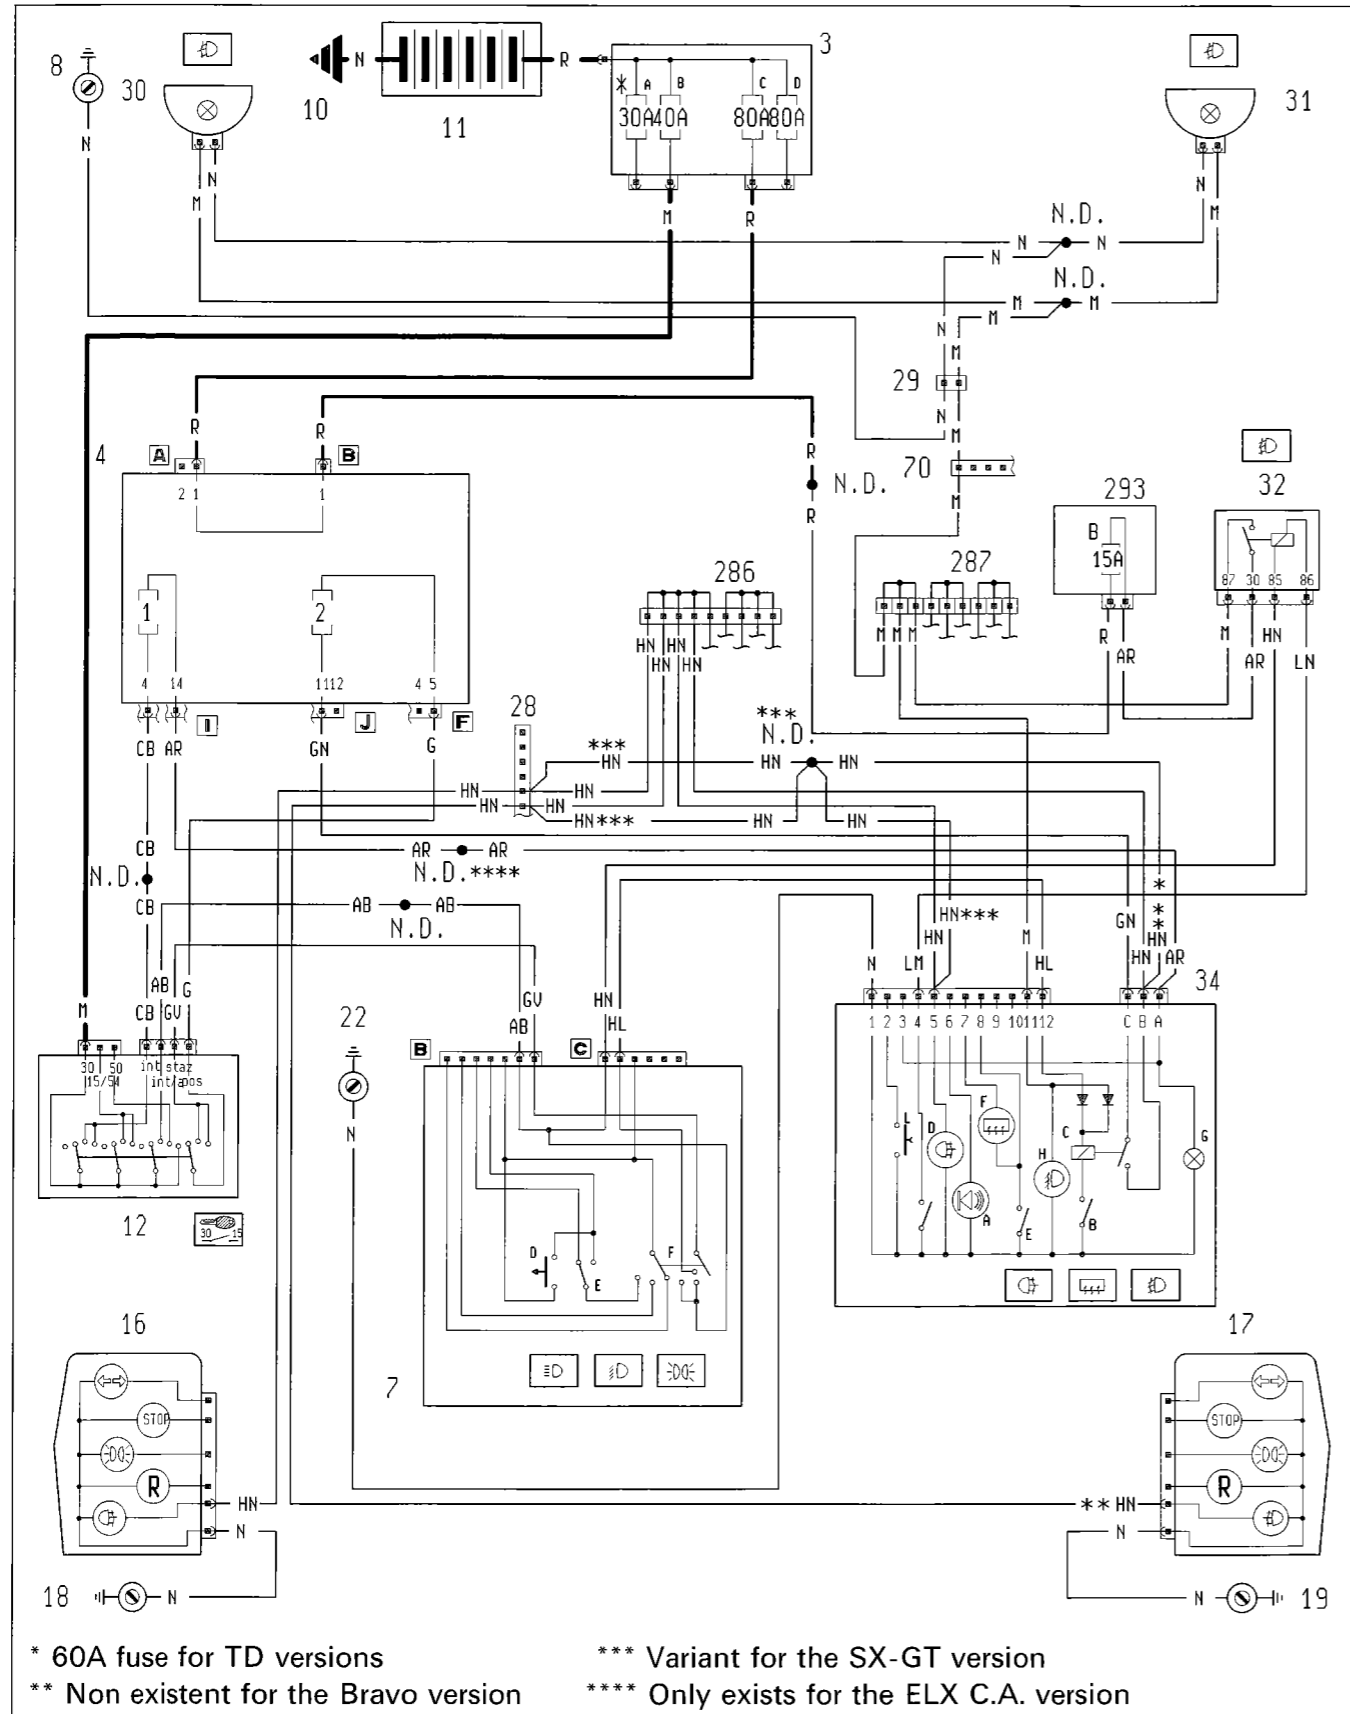 3
8
30
10
11
31
N
R
A
B
C
D
30A
40A
80A
80A
N
N
M
M
R
N
M
N.D.
N
N
N
N.D.
M
M
M
N
M
29
N
M
R
R
4
A
B
R
N.D.
70
M
R
2 1
1
293
32
B
15A
87 30 85 86
286
287
1
2
M M M
R
AR
M
AR
HN
LN
HN HN
HN HN
4 14
11 12
4 5
I
J
F
28
***
N.D.
CB AR
GN
G
***
HN
HN
HN
HN
HN
HN
HN
HN***
HN
HN
CB
N.D.
CB
AR
AR
N.D.****
AB
AB
N.D.
*
*
*
HN***
HN
GN
HN
HN
AR
N
LM
M
HL
34
M
CB
AB
GV
G
22
N
AB
GV
HN
HL
B
C
1 2 3 4 5 6 7 8 9 10 11 12
C B A
30 50
15/54
int staz
int/a pos
L
D
F
A
E
H
C
B
G
12
30 15
D
E
F
7
16
17
STOP
R
HN
N
STOP
R
** HN
N
18
N
N
19
* 60A fuse for TD versions
*** Variant for the SX-GT version
** Non existent for the Bravo version
**** Only exists for the ELX C.A. version